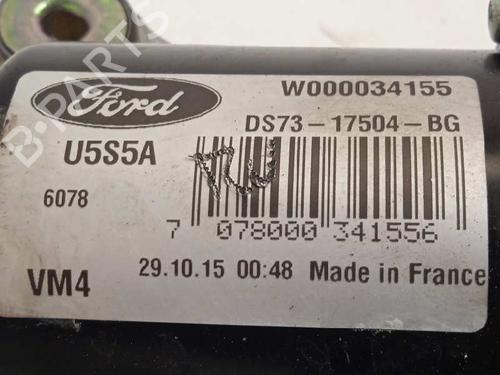 Ford
W000034155
DS73-17504-BG
U5S5A
6078
7 078000 341556
VM4
29.10.15 00:48 Made in France
B-PARTS